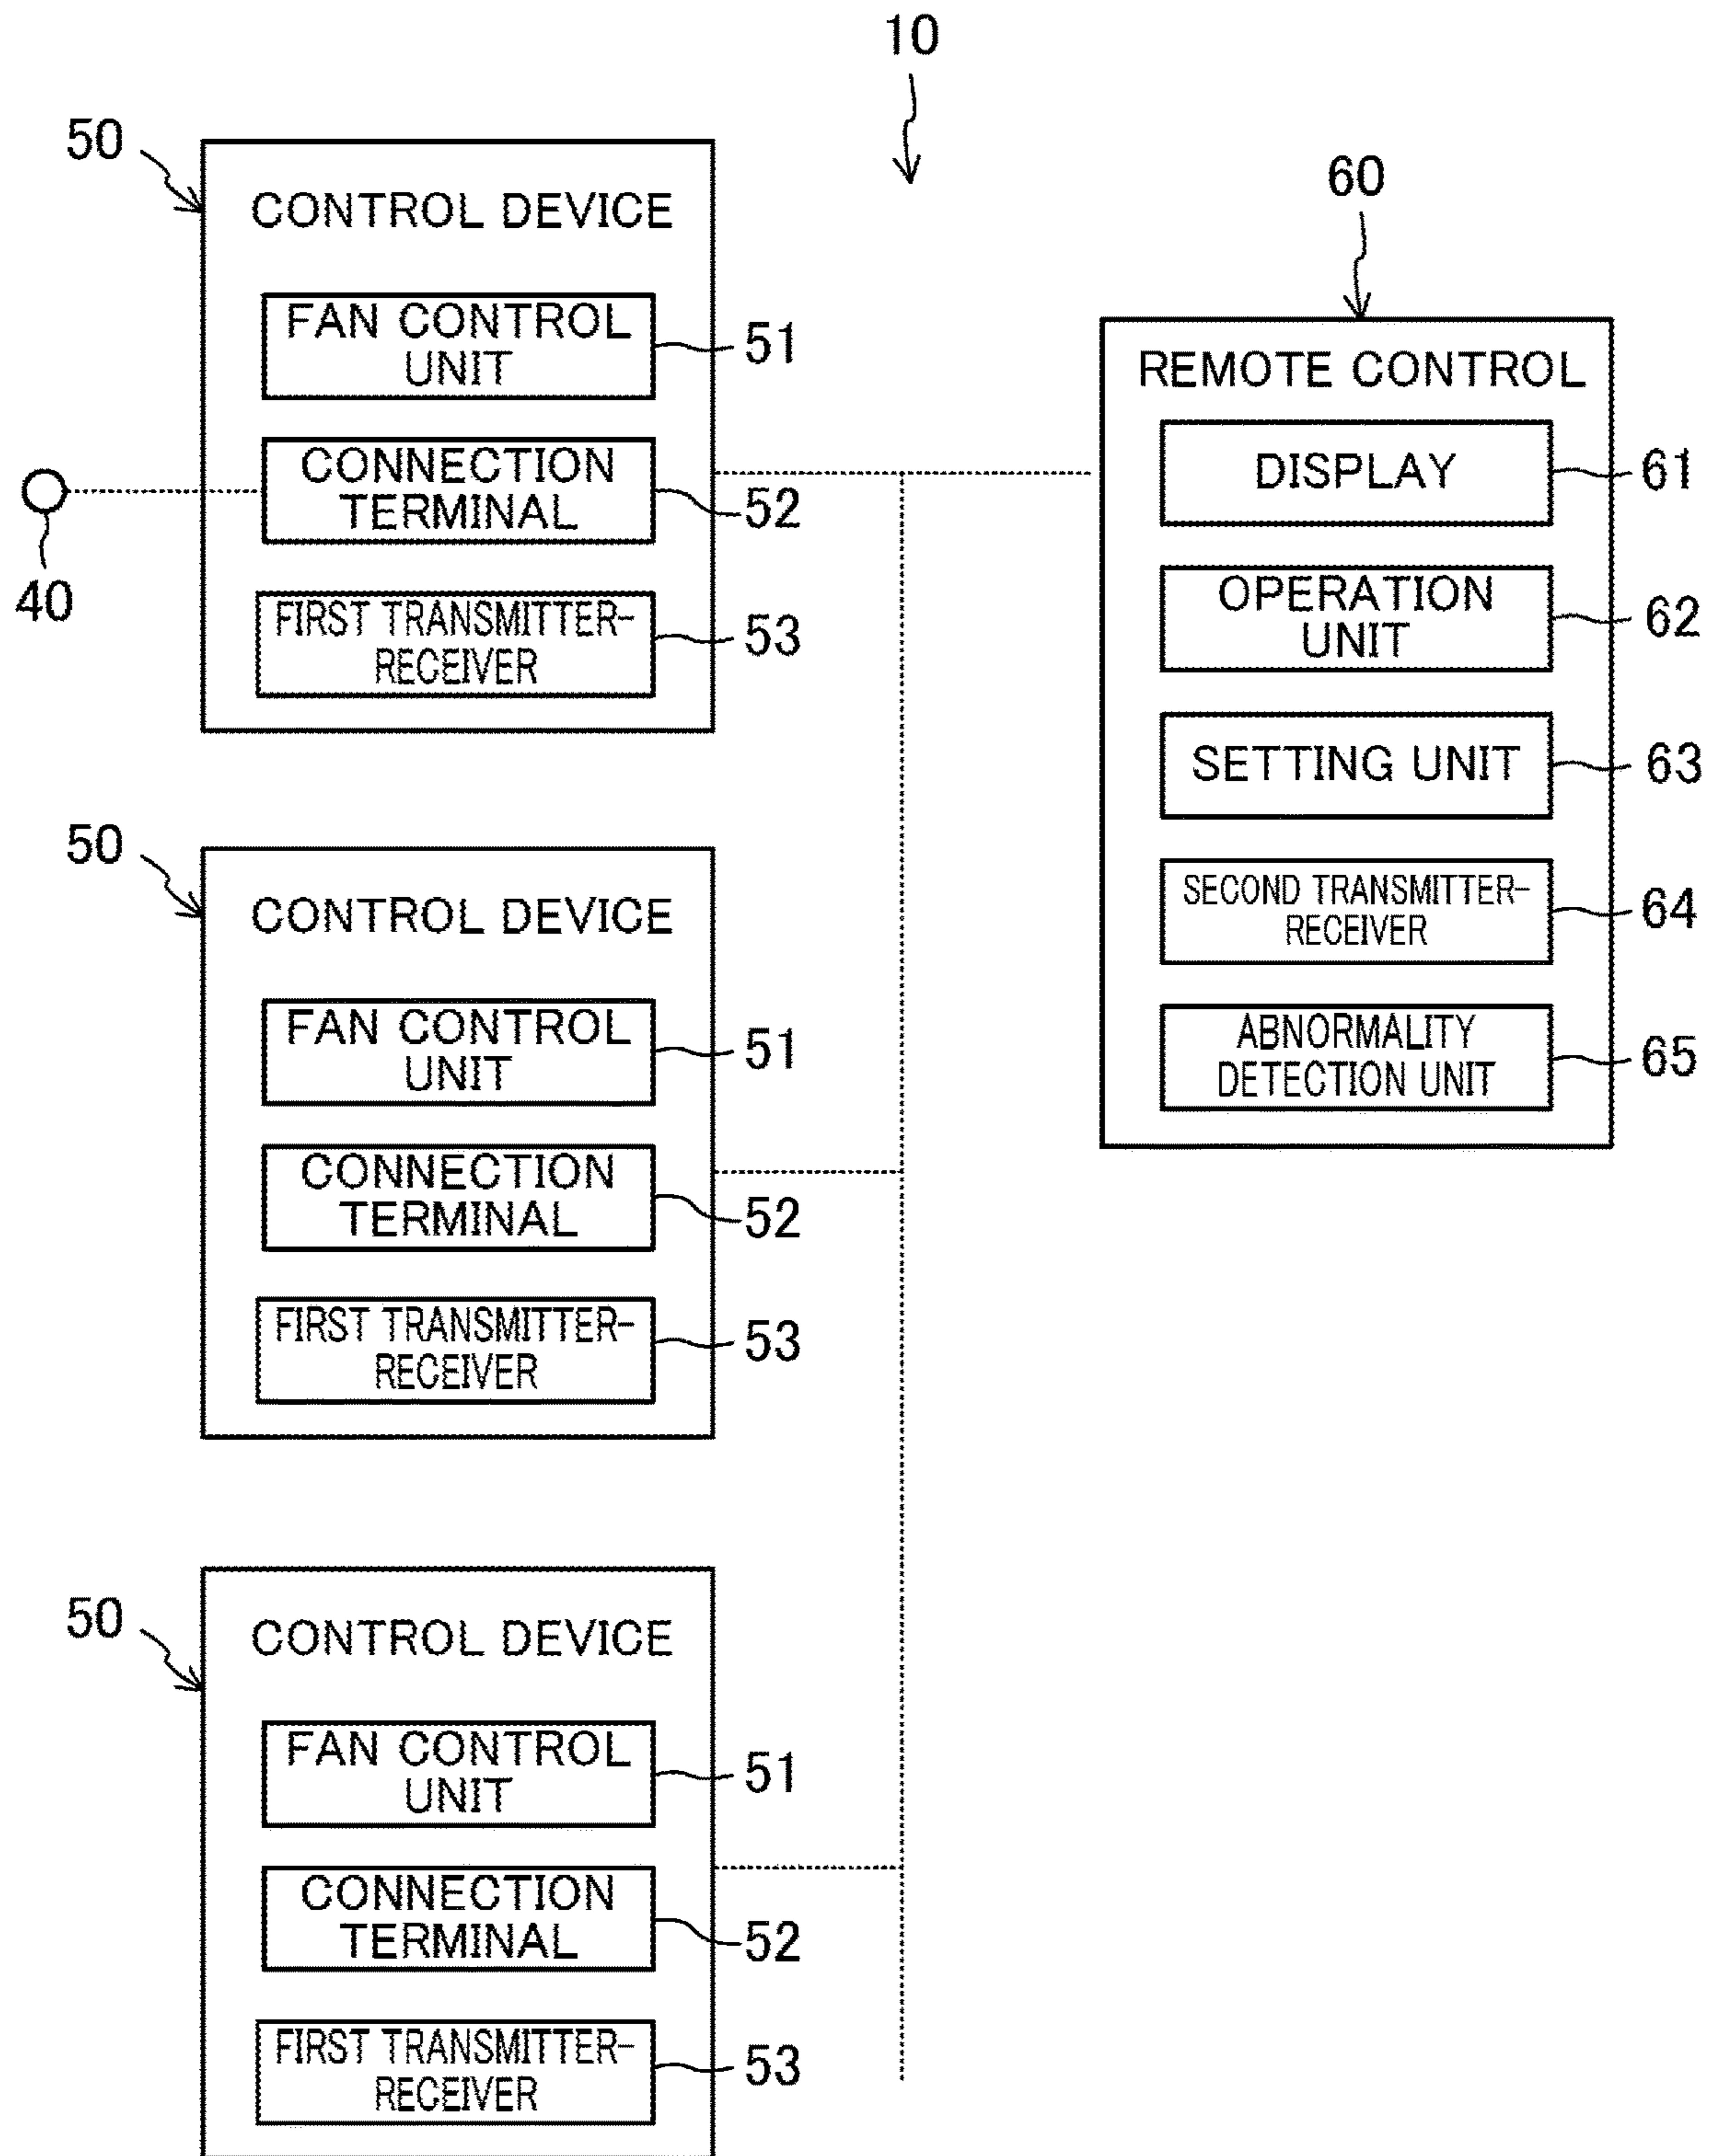 10
50
CONTROL DEVICE
FAN CONTROL
UNIT
51
CONNECTION
TERMINAL
52
40
FIRST TRANSMITTER-
RECEIVER
53
60
REMOTE CONTROL
DISPLAY
61
OPERATION
UNIT
62
SETTING UNIT
63
SECOND TRANSMITTER-
RECEIVER
64
ABNORMALITY
DETECTION UNIT
65
50
CONTROL DEVICE
FAN CONTROL
UNIT
51
CONNECTION
TERMINAL
52
FIRST TRANSMITTER-
RECEIVER
53
50
CONTROL DEVICE
FAN CONTROL
UNIT
51
CONNECTION
TERMINAL
52
FIRST TRANSMITTER-
RECEIVER
53